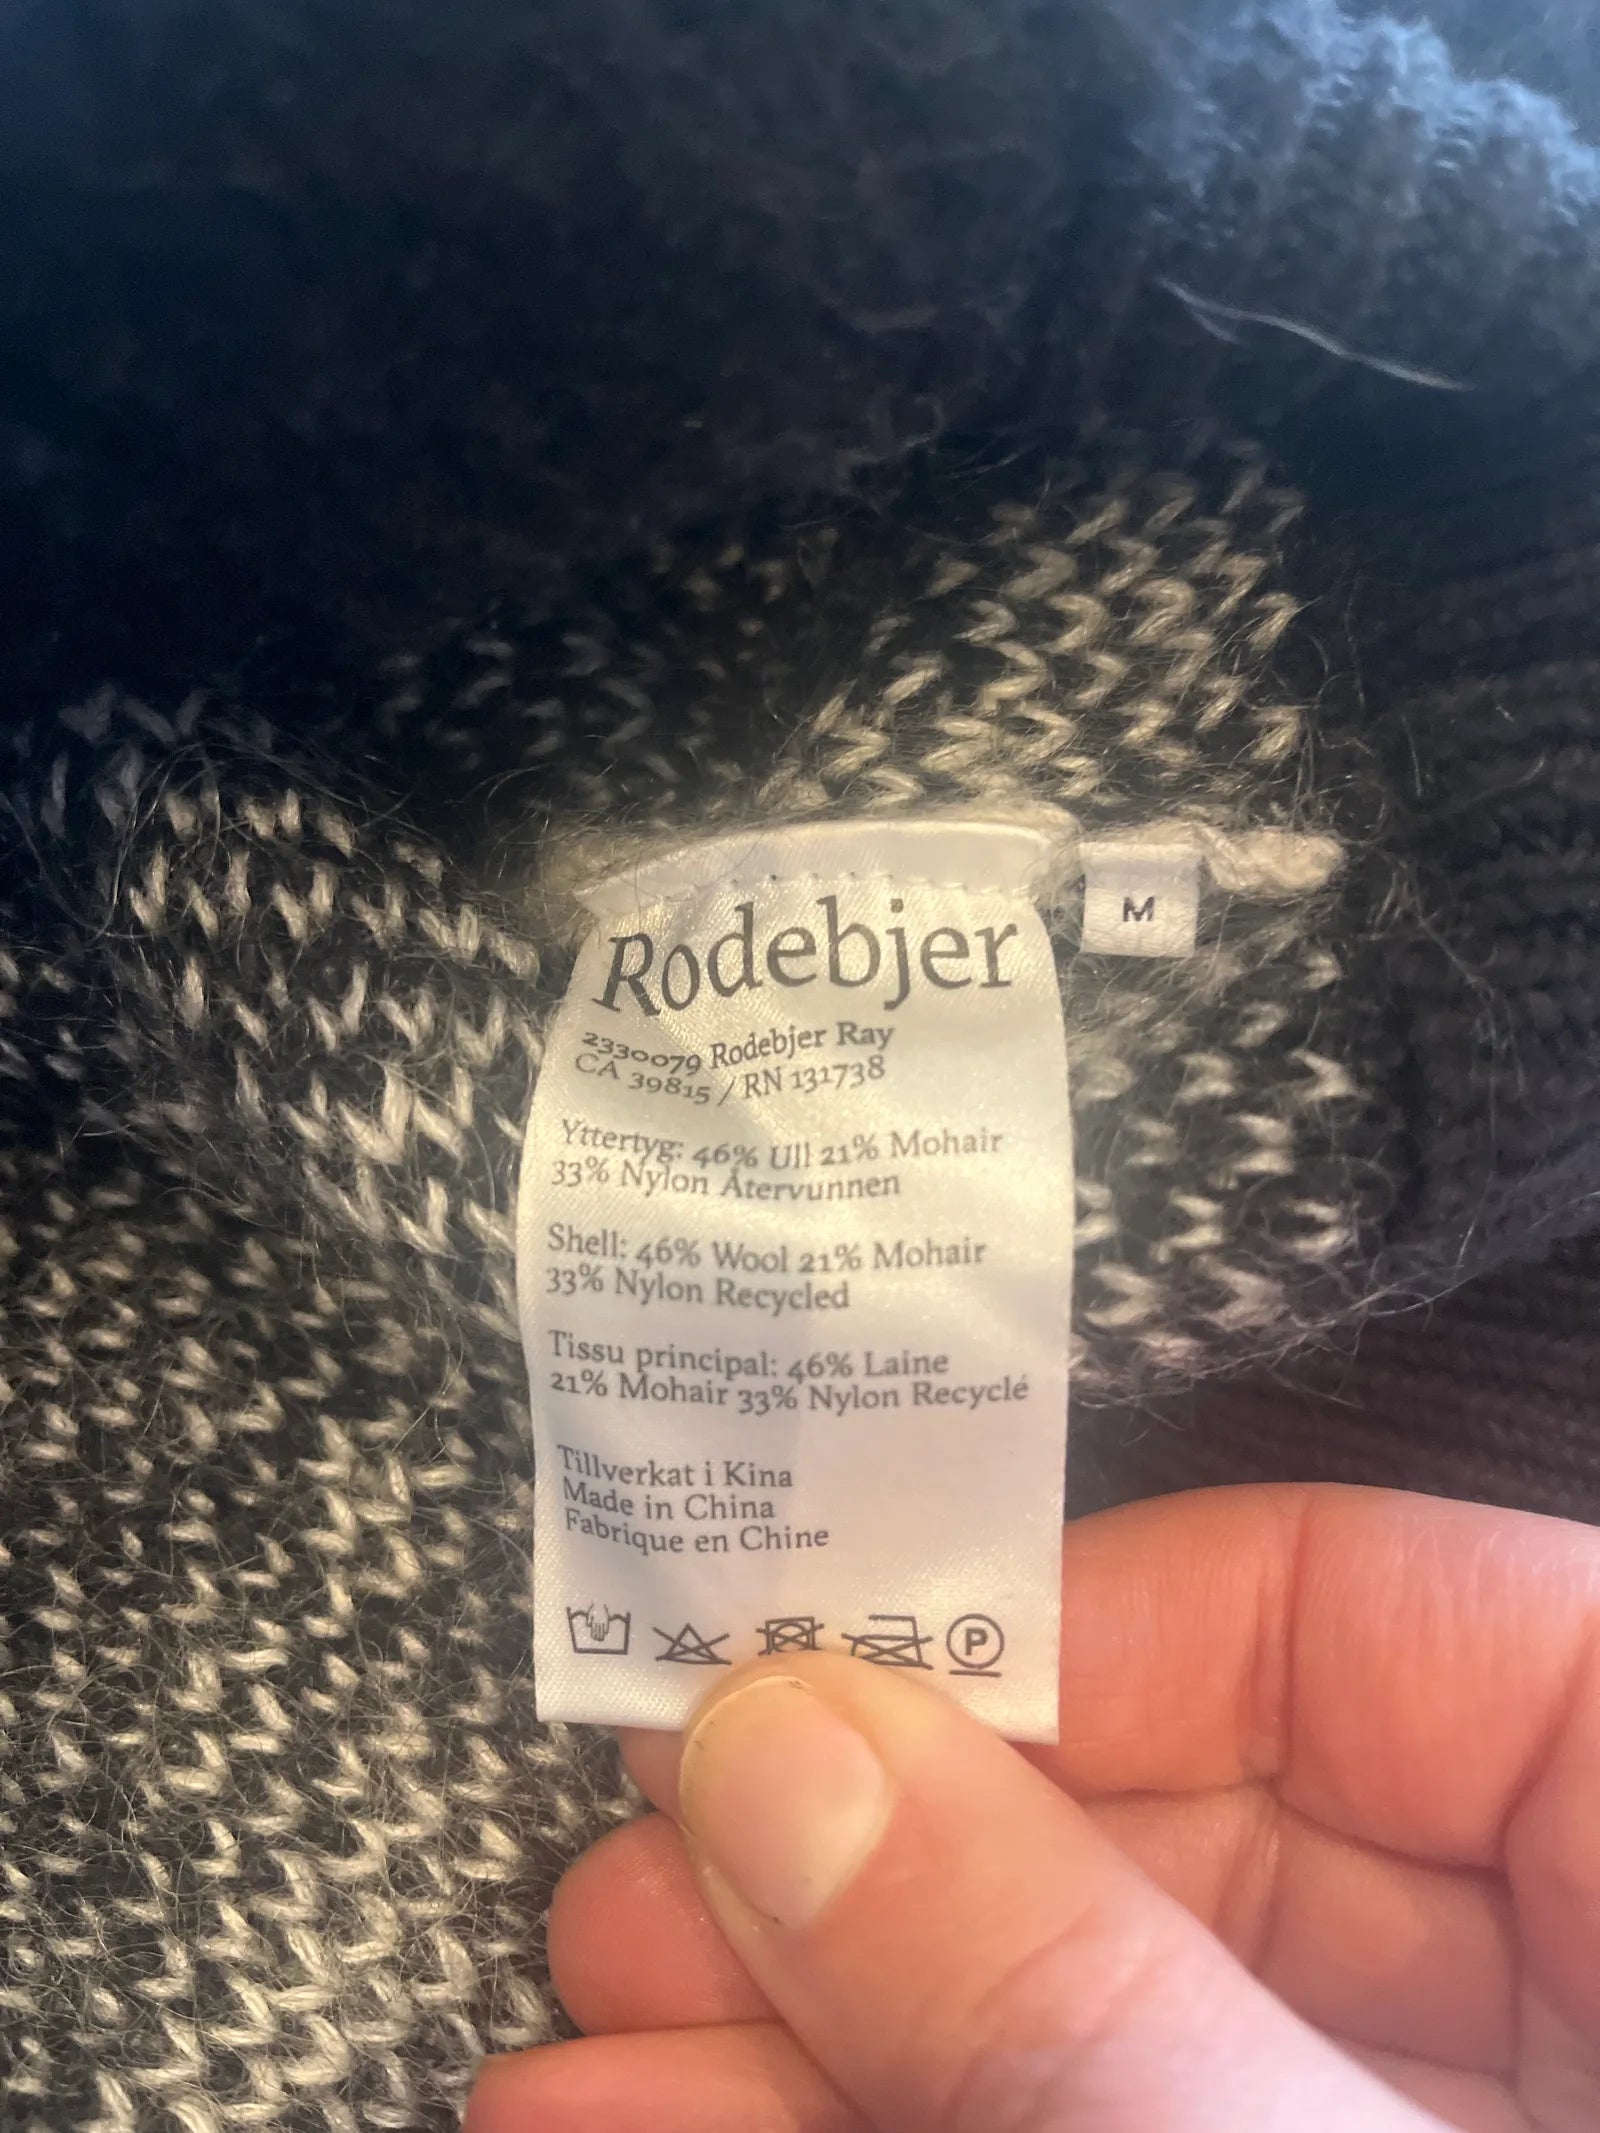 Rodebjer
M
2330079 Rodebjer Ray
CA 39815 / RN 131738
Yttertyg: 46% Ull 21% Mohair
33% Nylon Återvunnen
Shell: 46% Wool 21% Mohair
33% Nylon Recycled
Tissu principal: 46% Laine
21% Mohair 33% Nylon Recyclé
Tillverkat i Kina
Made in China
Fabrique en Chine
P